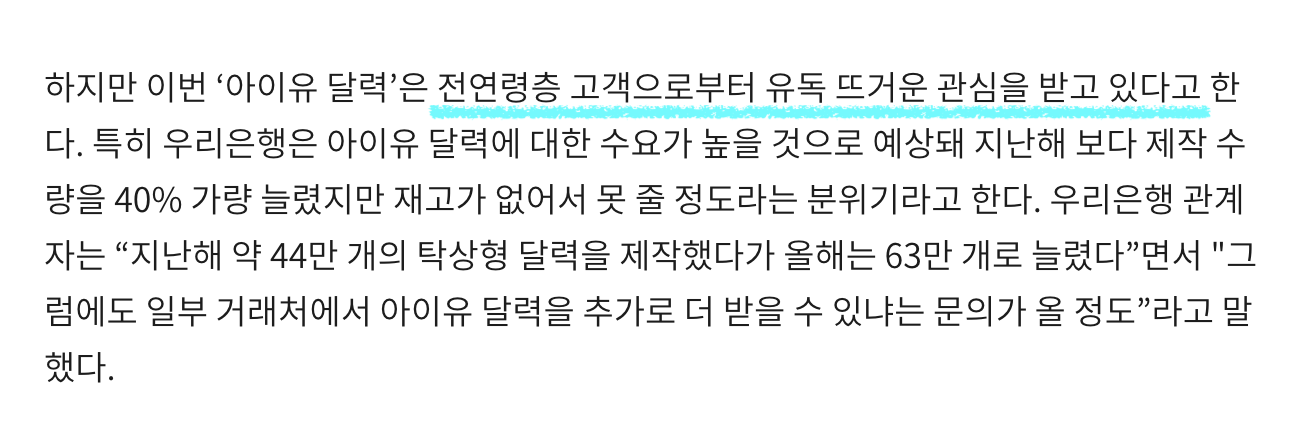 하지만 이번 ‘아이유 달력’은 전연령층 고객으로부터 유독 뜨거운 관심을 받고 있다고 한
다. 특히 우리은행은 아이유 달력에 대한 수요가 높을 것으로 예상돼 지난해 보다 제작 수
량을 40% 가량 늘렸지만 재고가 없어서 못 줄 정도라는 분위기라고 한다. 우리은행 관계
자는 “지난해 약 44만 개의 탁상형 달력을 제작했다가 올해는 63만 개로 늘렸다”면서 "그
럼에도 일부 거래처에서 아이유 달력을 추가로 더 받을 수 있냐는 문의가 올 정도”라고 말
했다.